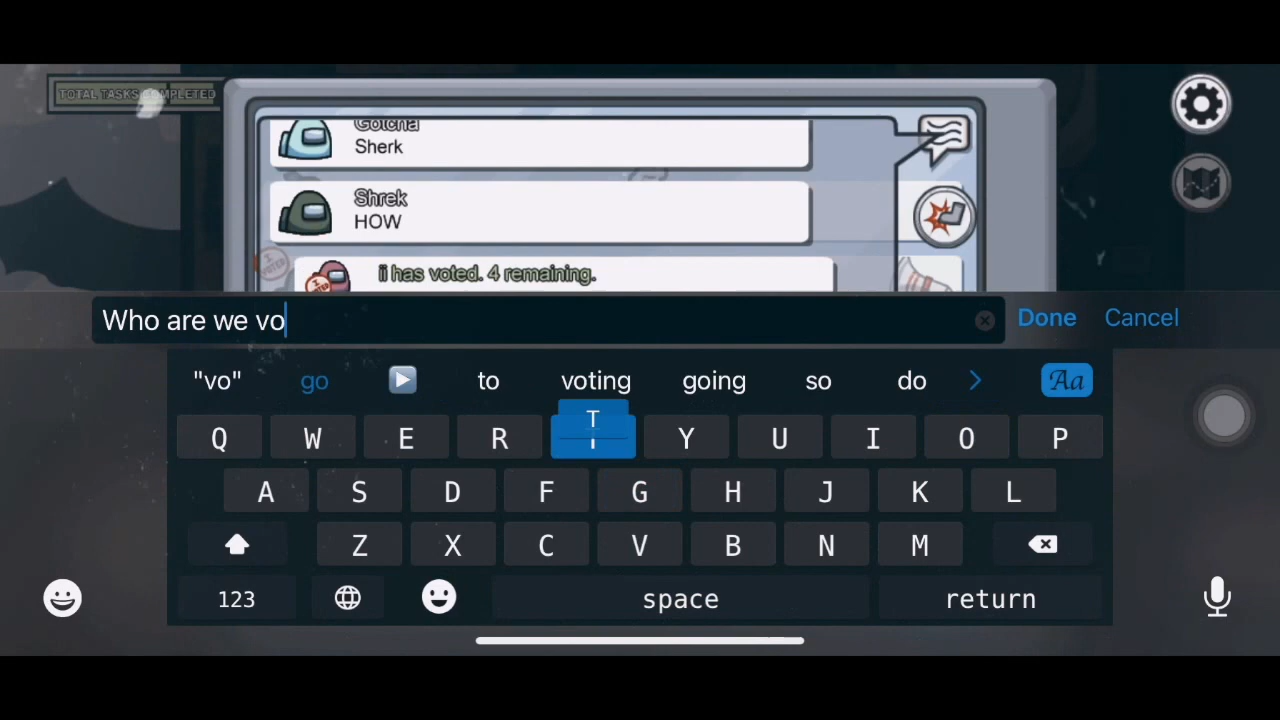 TOTAL TASKS COMPLETED
Gotcha
Sherk
Shrek
HOW
I VOTED
ii has voted. 4 remaining.
Who are we vo
Done
Cancel
"vo" go to voting going so do Aa
Q W E R T Y U I O P
A S D F G H J K L
Z X C V B N M
123 space return